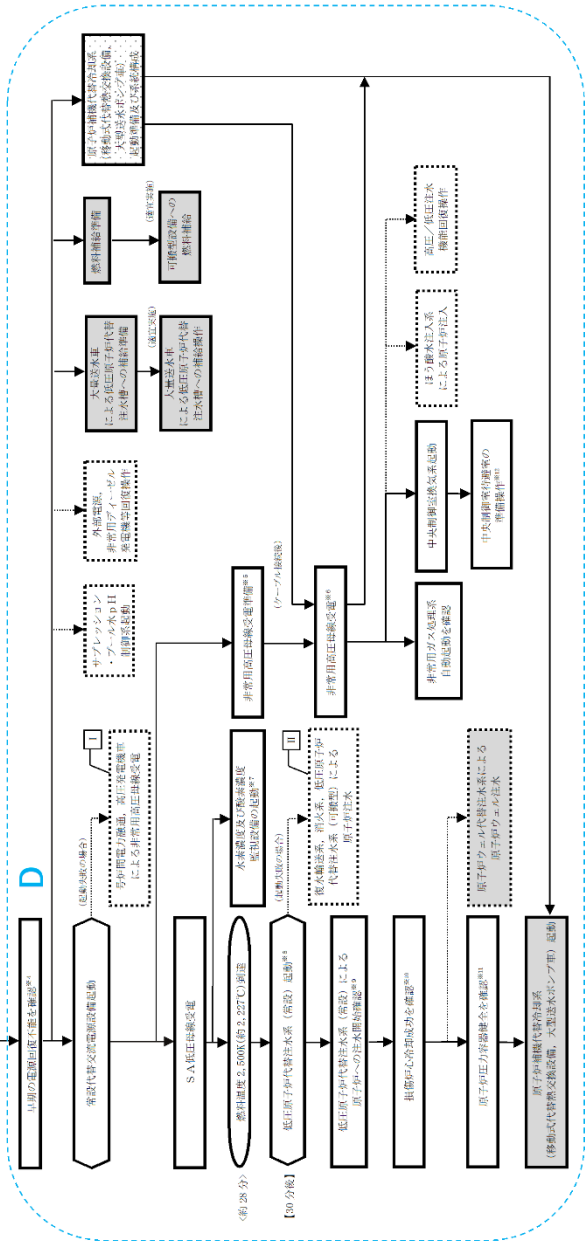 D
早期の電源回復不能を確認※4
常設代替交流電源設備起動
(起動失敗の場合)
Ⅰ
号炉間電力融通，高圧発電機車
による非常用高圧母線受電
サプレッション
・プール水pH
制御系起動
外部電源，
非常用ディーゼル
発電機等回復操作
大量送水車
による低圧原子炉代替
注水槽への補給準備
(適宜実施)
大量送水車
による低圧原子炉代替
注水槽への補給操作
燃料補給準備
(適宜実施)
可搬型設備への
燃料補給
原子炉補機代替冷却系
(移動式代替熱交換設備，
大型送水ポンプ車)
起動準備及び系統構成
SA低圧母線受電
非常用高圧母線受電準備※5
(ケーブル接続後)
非常用高圧母線受電※6
<約28分>
燃料温度2,500K(約2,227℃)到達
水素濃度及び酸素濃度
監視設備の起動※7
【30分後】
低圧原子炉代替注水系(常設)起動※8
(起動失敗の場合)
Ⅱ
復水輸送系，消火系，低圧原子炉
代替注水系(可搬型)による
原子炉注水
低圧原子炉代替注水系(常設)による
原子炉への注水開始確認※9
非常用ガス処理系
自動起動を確認
中央制御室換気系起動
中央制御室待避室の
準備操作※12
ほう酸水注入系
による原子炉注入
高圧/低圧注水
機能回復操作
損傷炉心冷却成功を確認※10
原子炉圧力容器健全を確認※11
原子炉ウェル代替注水系による
原子炉ウェル注水
原子炉補機代替冷却系
(移動式代替熱交換設備，大型送水ポンプ車)起動